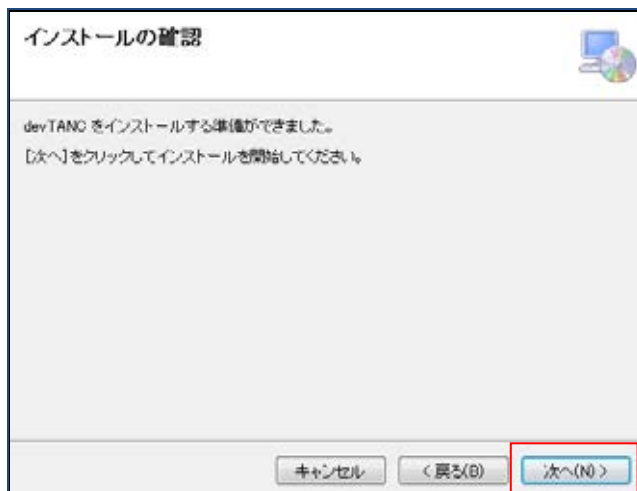 インストールの確認
devTANC をインストールする準備ができました。
[次へ]をクリックしてインストールを開始してください。
キャンセル
< 戻る(B)
次へ(N) >